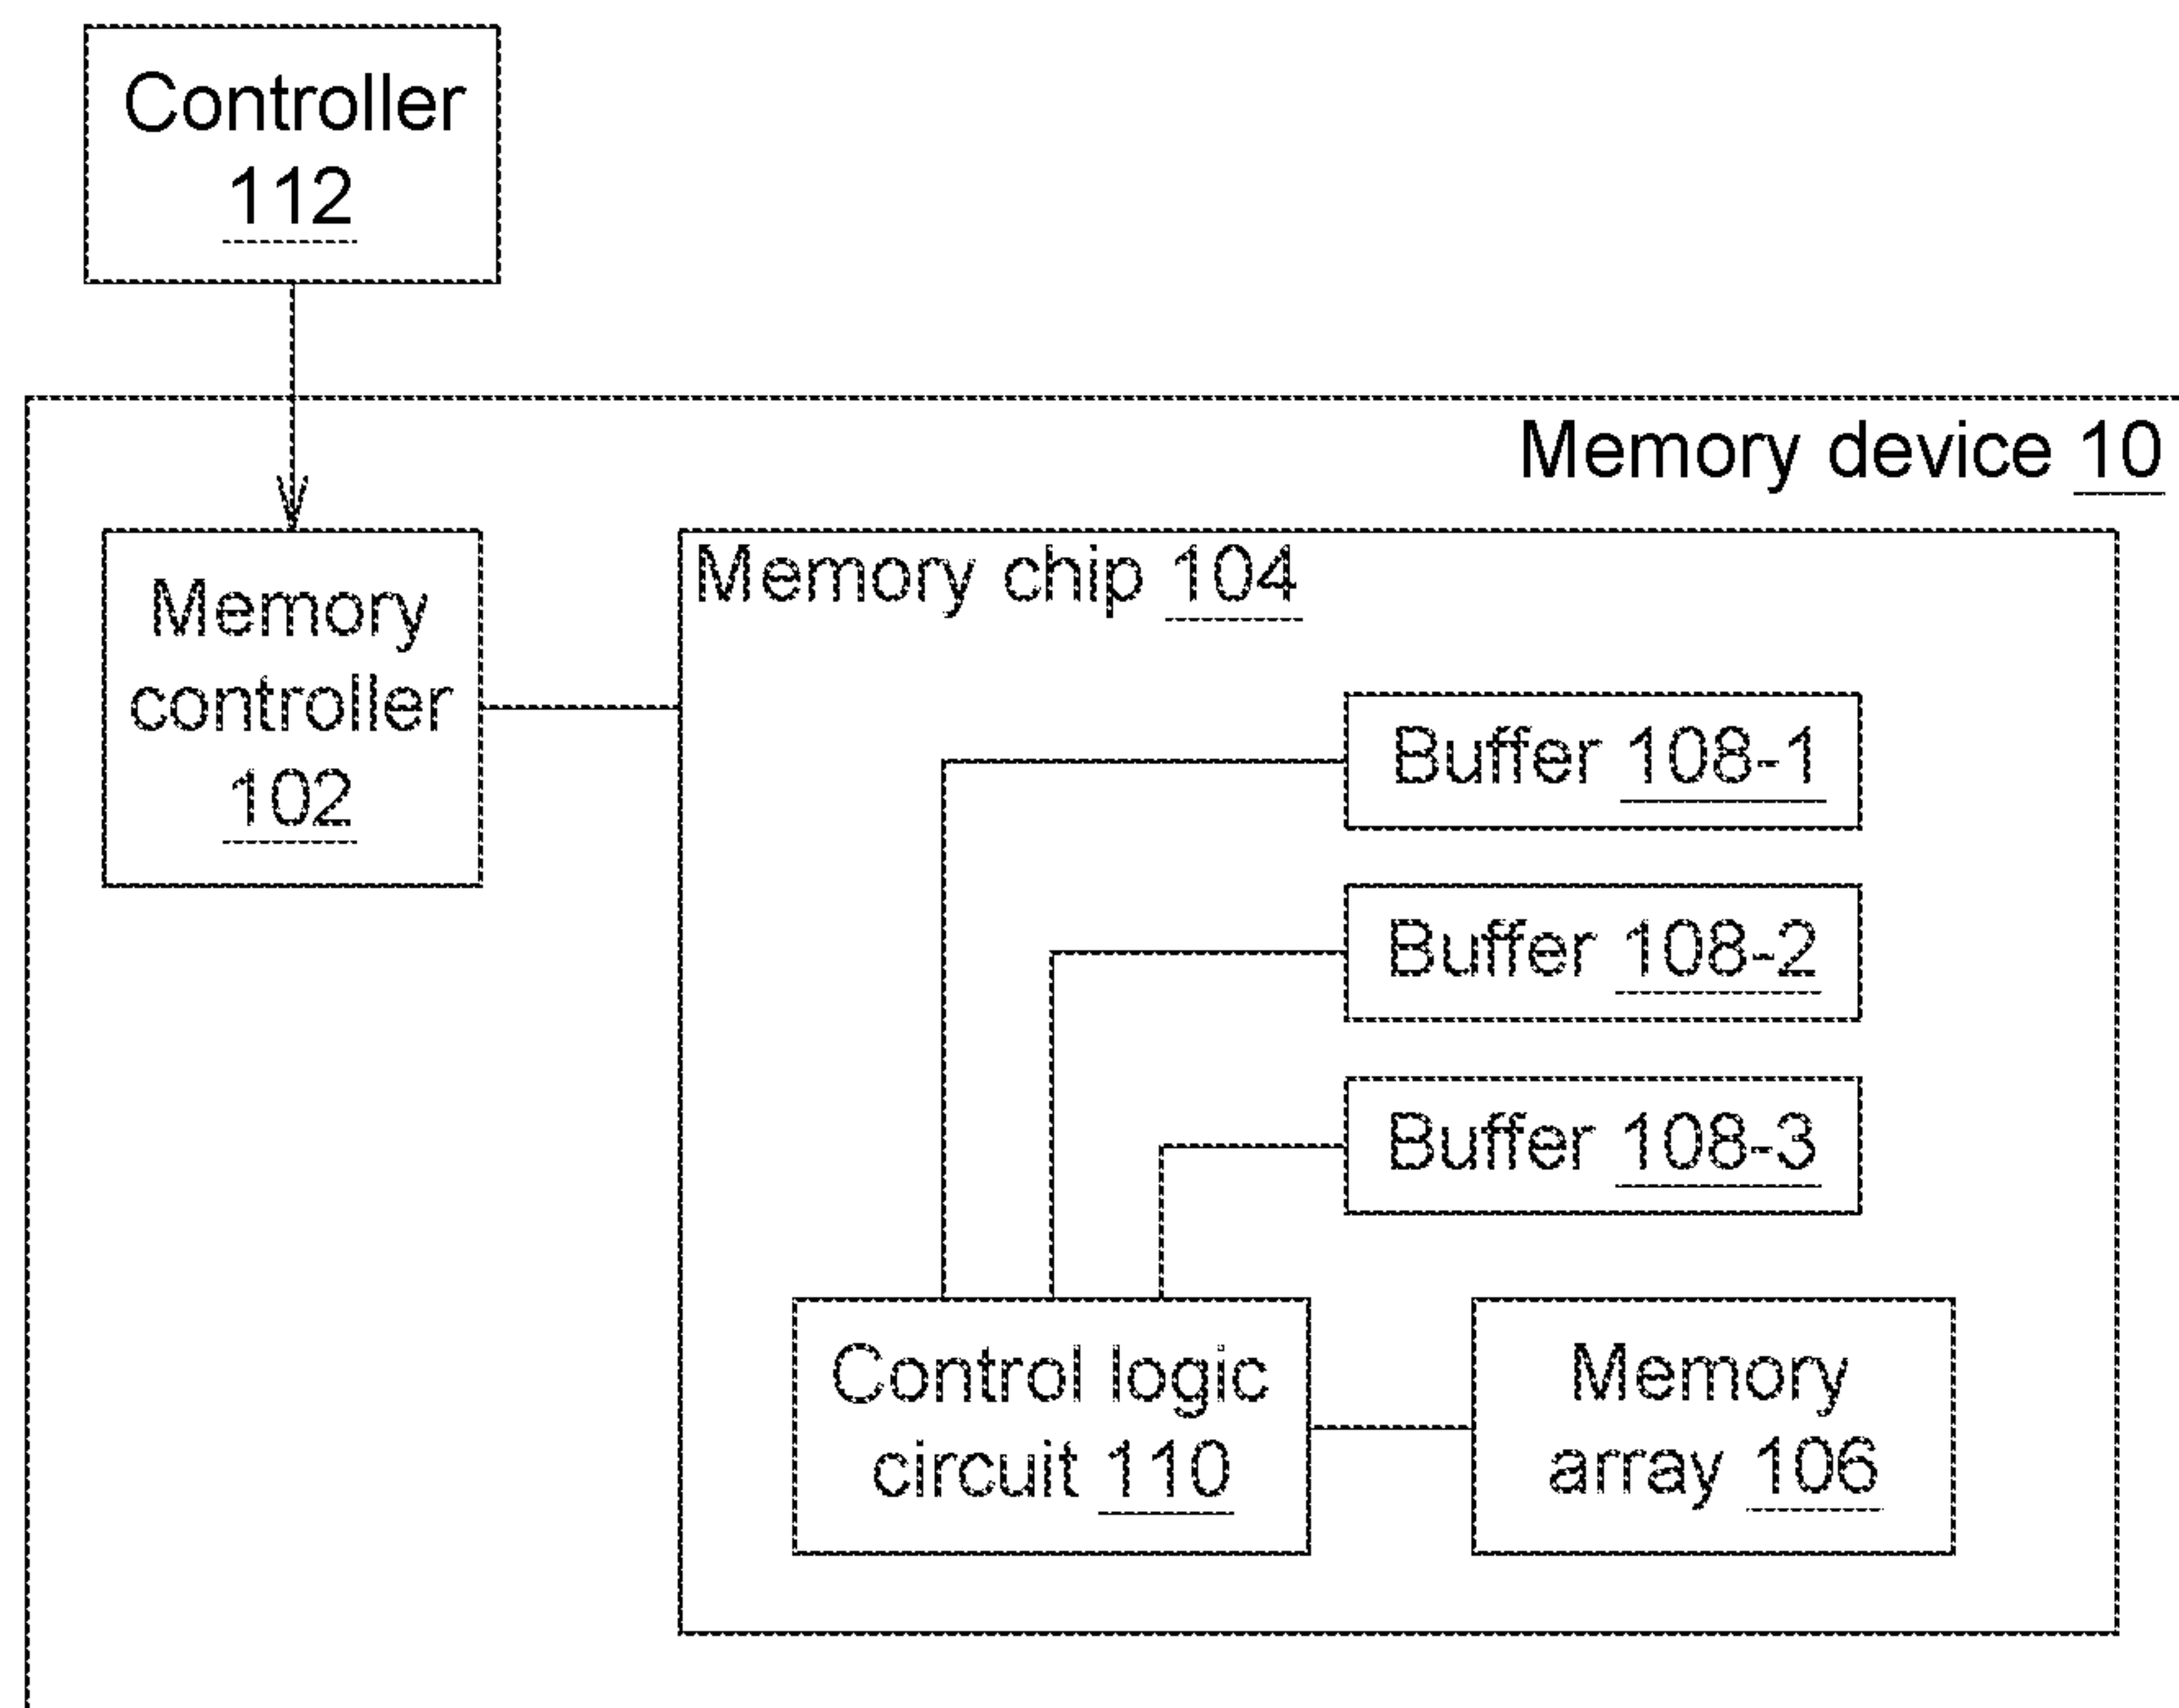 Controller
112
Memory device 10
Memory
controller
102
Memory chip 104
Buffer 108-1
Buffer 108-2
Buffer 108-3
Control logic
circuit 110
Memory
array 106